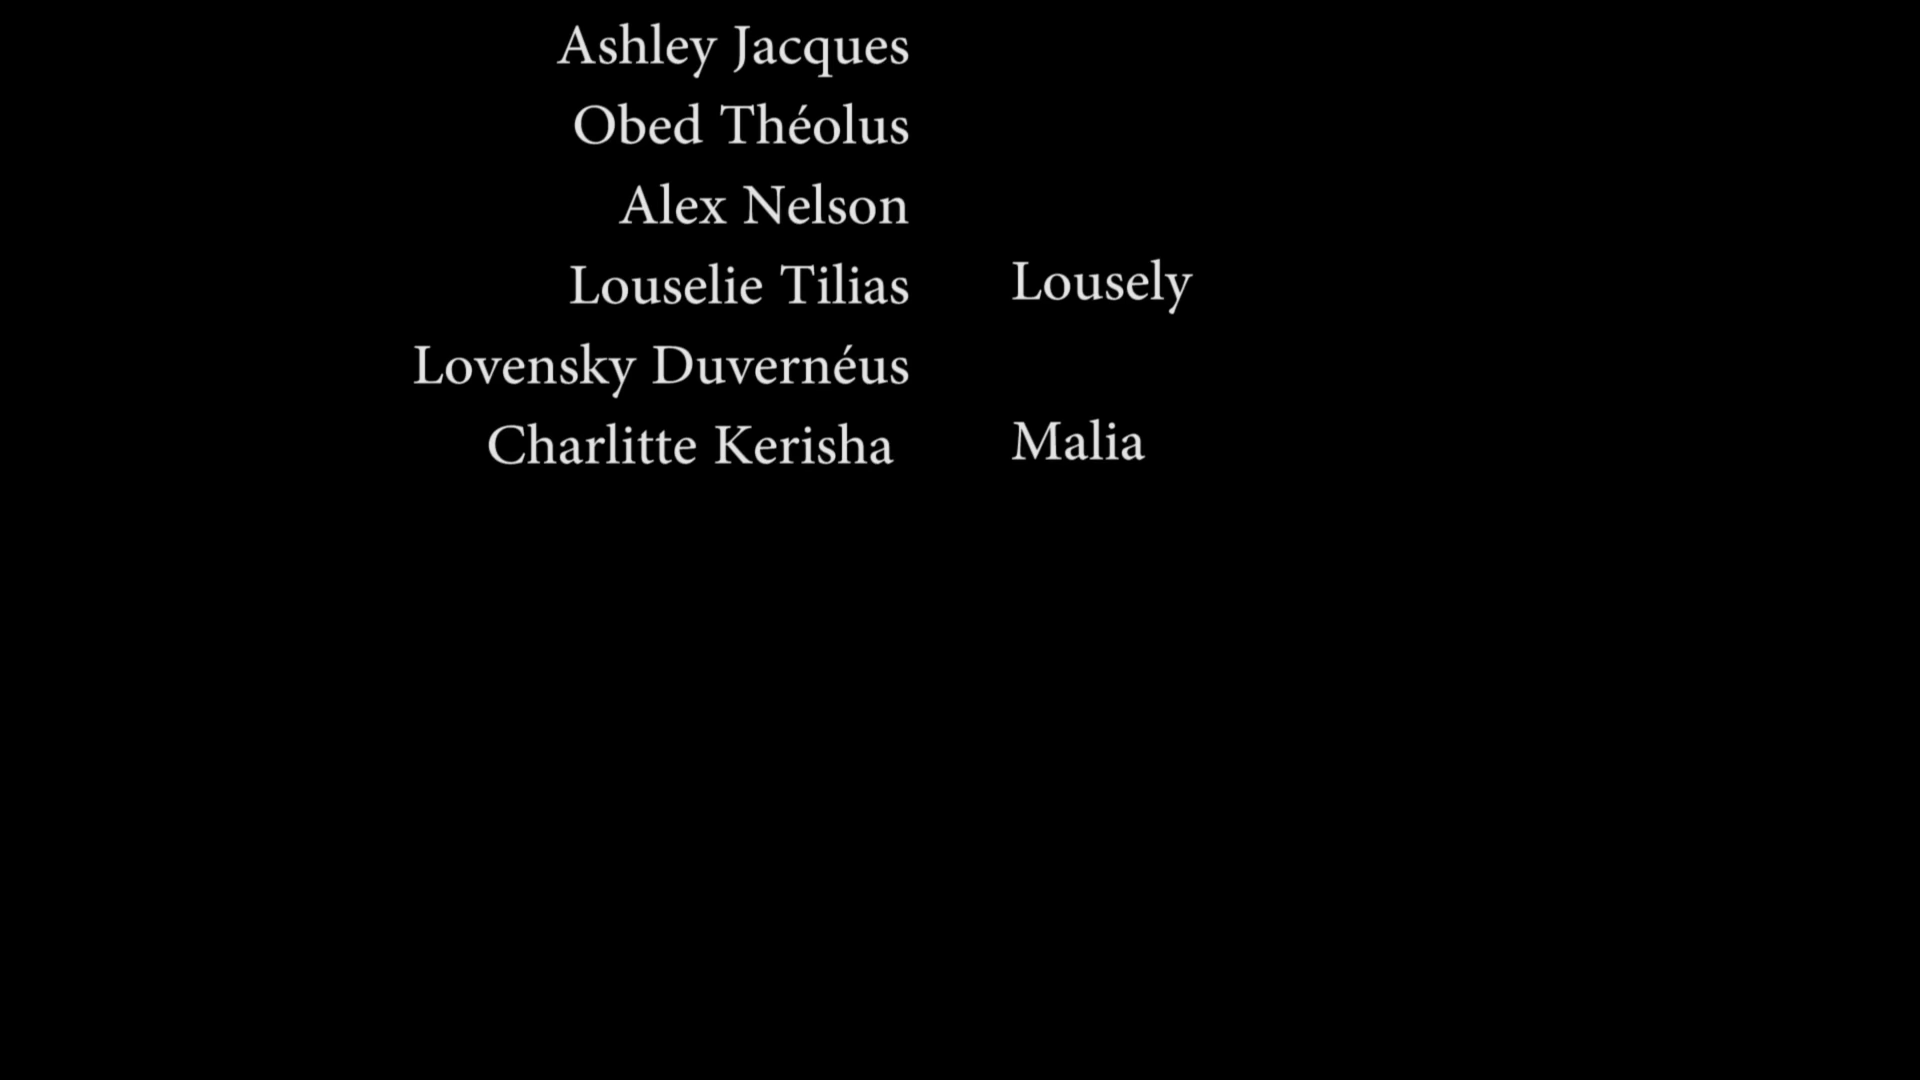 Ashley Jacques
Obed Théolus
Alex Nelson
Louselie Tilias Lousely
Lovensky Duvernéus
Charlitte Kerisha Malia